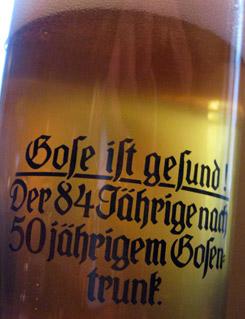 Gose ist gesund!
Der 84 Jährige nach
50 jährigem Gosen-
trunk.